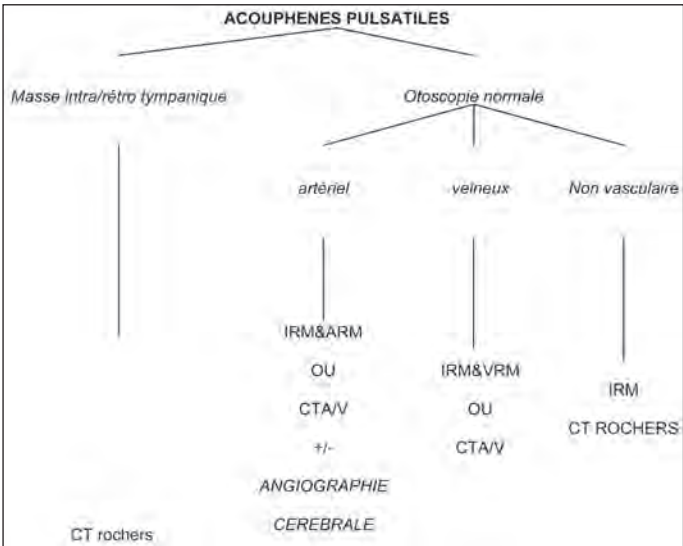 ACOUPHENES PULSATILES
Masse intra/rétro tympanique
Otoscopie normale
artèriel
veineux
Non vasculaire
IRM&ARM
OU
CTA/V
+/-
ANGIOGRAPHIE
CEREBRALE
IRM&VRM
OU
CTA/V
IRM
CT ROCHERS
CT rochers